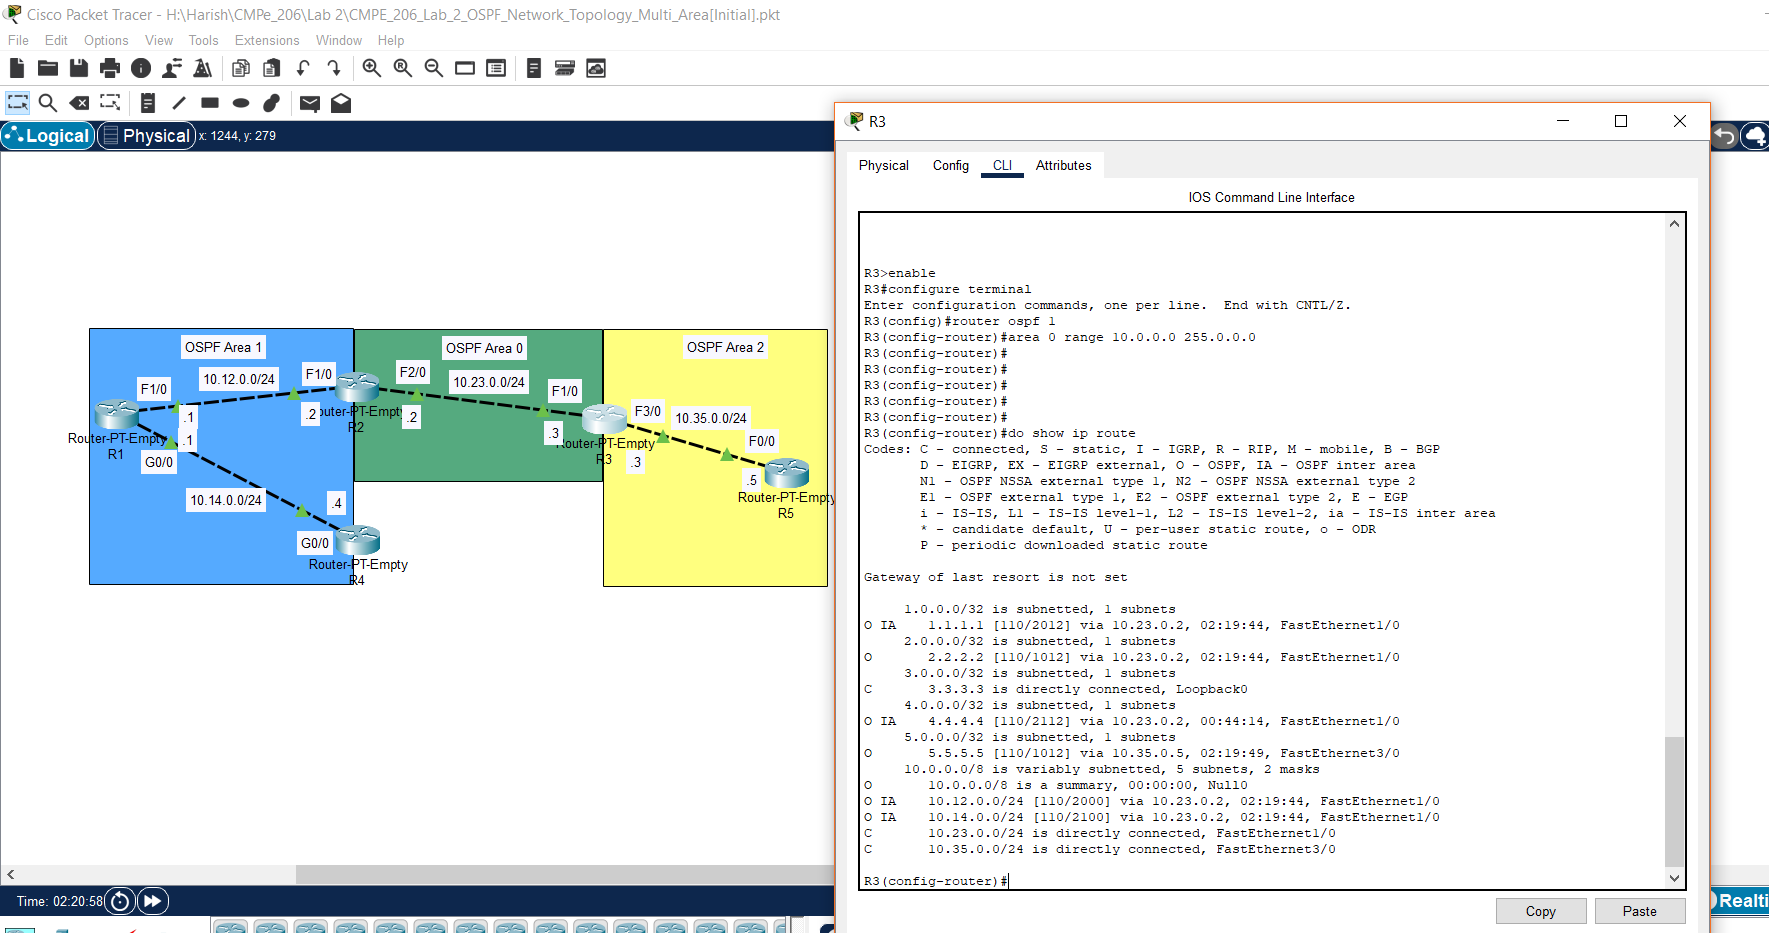 Cisco Packet Tracer - H:\Harish\CMPe_206\Lab 2\CMPE_206_Lab_2_OSPF_Network_Topology_Multi_Area[Initial].pkt
File Edit Options View Tools Extensions Window Help
Logical Physical x: 1244, y: 279
OSPF Area 1
OSPF Area 0
OSPF Area 2
F1/0
10.12.0.0/24
F1/0
F2/0
10.23.0.0/24
F1/0
F3/0
10.35.0.0/24
F0/0
.1
.1
.2
.2
.3
.3
.5
.4
Router-PT-Empty
R1
outer-PT-Empty
R2
outer-PT-Empty
R3
Router-PT-Empty
R5
G0/0
10.14.0.0/24
G0/0
Router-PT-Empty
R4
Time: 02:20:58
R3
Physical Config CLI Attributes
IOS Command Line Interface
R3>enable
R3#configure terminal
Enter configuration commands, one per line.  End with CNTL/Z.
R3(config)#router ospf 1
R3(config-router)#area 0 range 10.0.0.0 255.0.0.0
R3(config-router)#
R3(config-router)#
R3(config-router)#
R3(config-router)#
R3(config-router)#
R3(config-router)#do show ip route
Codes: C - connected, S - static, I - IGRP, R - RIP, M - mobile, B - BGP
D - EIGRP, EX - EIGRP external, O - OSPF, IA - OSPF inter area
N1 - OSPF NSSA external type 1, N2 - OSPF NSSA external type 2
E1 - OSPF external type 1, E2 - OSPF external type 2, E - EGP
i - IS-IS, L1 - IS-IS level-1, L2 - IS-IS level-2, ia - IS-IS inter area
* - candidate default, U - per-user static route, o - ODR
P - periodic downloaded static route
Gateway of last resort is not set
1.0.0.0/32 is subnetted, 1 subnets
O IA 1.1.1.1 [110/2012] via 10.23.0.2, 02:19:44, FastEthernet1/0
2.0.0.0/32 is subnetted, 1 subnets
O 2.2.2.2 [110/1012] via 10.23.0.2, 02:19:44, FastEthernet1/0
3.0.0.0/32 is subnetted, 1 subnets
C 3.3.3.3 is directly connected, Loopback0
4.0.0.0/32 is subnetted, 1 subnets
O IA 4.4.4.4 [110/2112] via 10.23.0.2, 00:44:14, FastEthernet1/0
5.0.0.0/32 is subnetted, 1 subnets
O 5.5.5.5 [110/1012] via 10.35.0.5, 02:19:49, FastEthernet3/0
10.0.0.0/8 is variably subnetted, 5 subnets, 2 masks
O 10.0.0.0/8 is a summary, 00:00:00, Null0
O IA 10.12.0.0/24 [110/2000] via 10.23.0.2, 02:19:44, FastEthernet1/0
O IA 10.14.0.0/24 [110/2100] via 10.23.0.2, 02:19:44, FastEthernet1/0
C 10.23.0.0/24 is directly connected, FastEthernet1/0
C 10.35.0.0/24 is directly connected, FastEthernet3/0
R3(config-router)#
Copy Paste
Realti